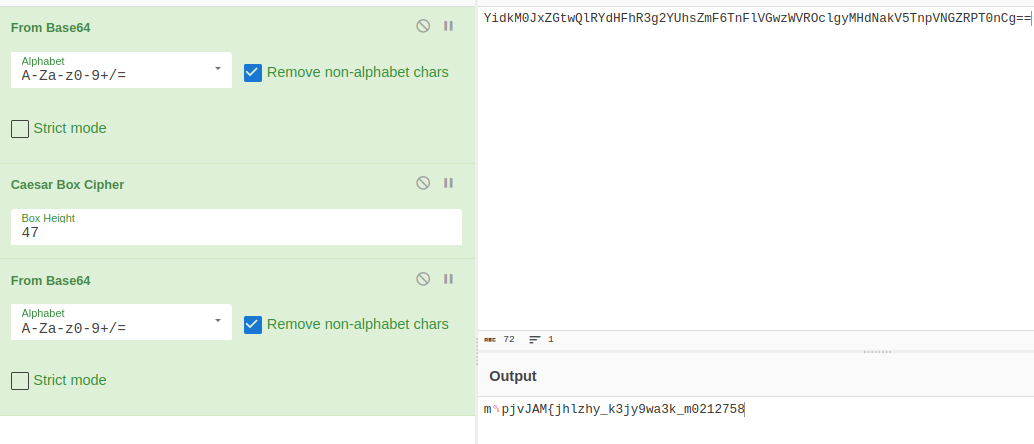 From Base64
Alphabet
A-Za-z0-9+/=
Remove non-alphabet chars
Strict mode
Caesar Box Cipher
Box Height
47
From Base64
Alphabet
A-Za-z0-9+/=
Remove non-alphabet chars
Strict mode
YidkM0JxZGtwQlRYdHFhR3g2YUhsZmF6TnFlVGwzWVROclgyMHdNakV5TnpVNGZRPT0nCg==
REC 72 1
Output
m%pjvJAM{jhlzhy_k3jy9wa3k_m0212758